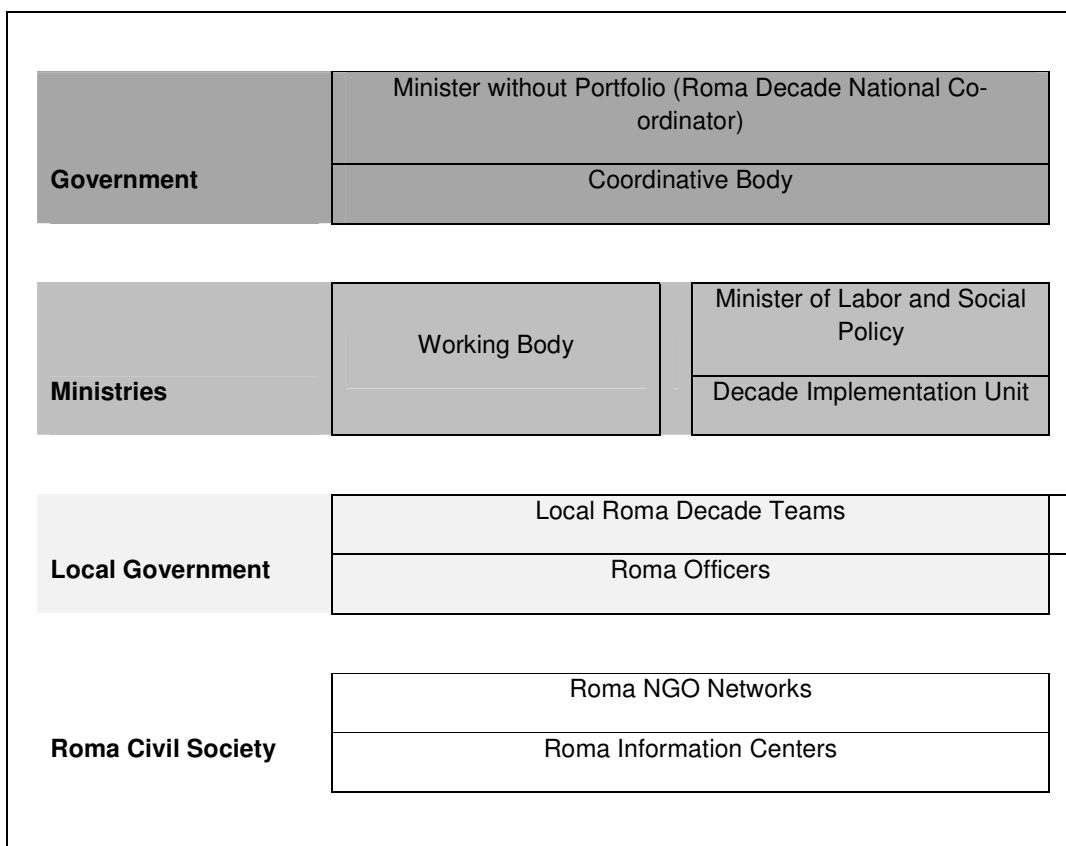 Minister without Portfolio (Roma Decade National Co-
ordinator)
Government
Coordinative Body
Working Body
Minister of Labor and Social
Policy
Ministries
Decade Implementation Unit
Local Roma Decade Teams
Local Government
Roma Officers
Roma NGO Networks
Roma Civil Society
Roma Information Centers